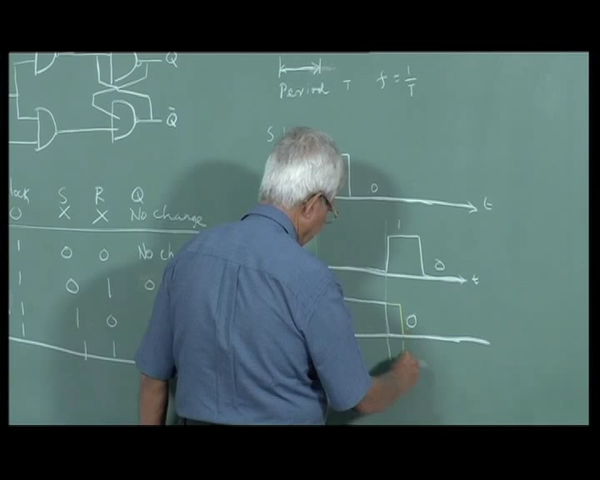 Q
Q̄
Period T f = 1/T
S
0
t
lock S R Q
0 X X No change
1 0 0 No ch
1 0 1 0
1 1 0
1 1 1
1
0
t
0